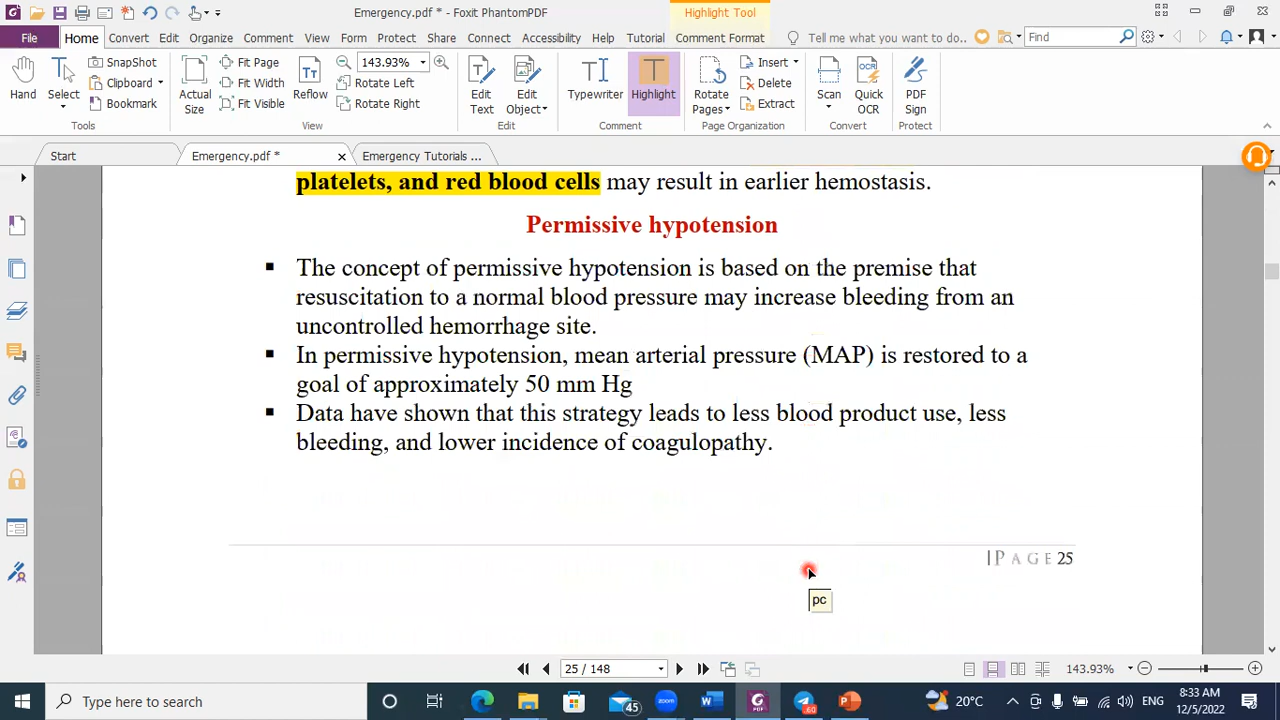 Emergency.pdf * - Foxit PhantomPDF
Highlight Tool
File Home Convert Edit Organize Comment View Form Protect Share Connect Accessibility Help Tutorial Comment Format Tell me what you want to do.. Find
Hand
Select
SnapShot
Clipboard
Bookmark
Actual Size
Fit Page
Fit Width
Fit Visible
Reflow
143.93%
Rotate Left
Rotate Right
Edit Text
Edit Object
Typewriter
Highlight
Rotate Pages
Insert
Delete
Extract
Scan
Quick OCR
PDF Sign
Tools View Edit Comment Page Organization Convert Protect
Start Emergency.pdf * Emergency Tutorials ...
platelets, and red blood cells may result in earlier hemostasis.
Permissive hypotension
▪ The concept of permissive hypotension is based on the premise that
resuscitation to a normal blood pressure may increase bleeding from an
uncontrolled hemorrhage site.
▪ In permissive hypotension, mean arterial pressure (MAP) is restored to a
goal of approximately 50 mm Hg
▪ Data have shown that this strategy leads to less blood product use, less
bleeding, and lower incidence of coagulopathy.
|PAGE 25
pc
25 / 148
143.93%
Type here to search
45
zoom
60
20°C
ENG
8:33 AM
12/5/2022